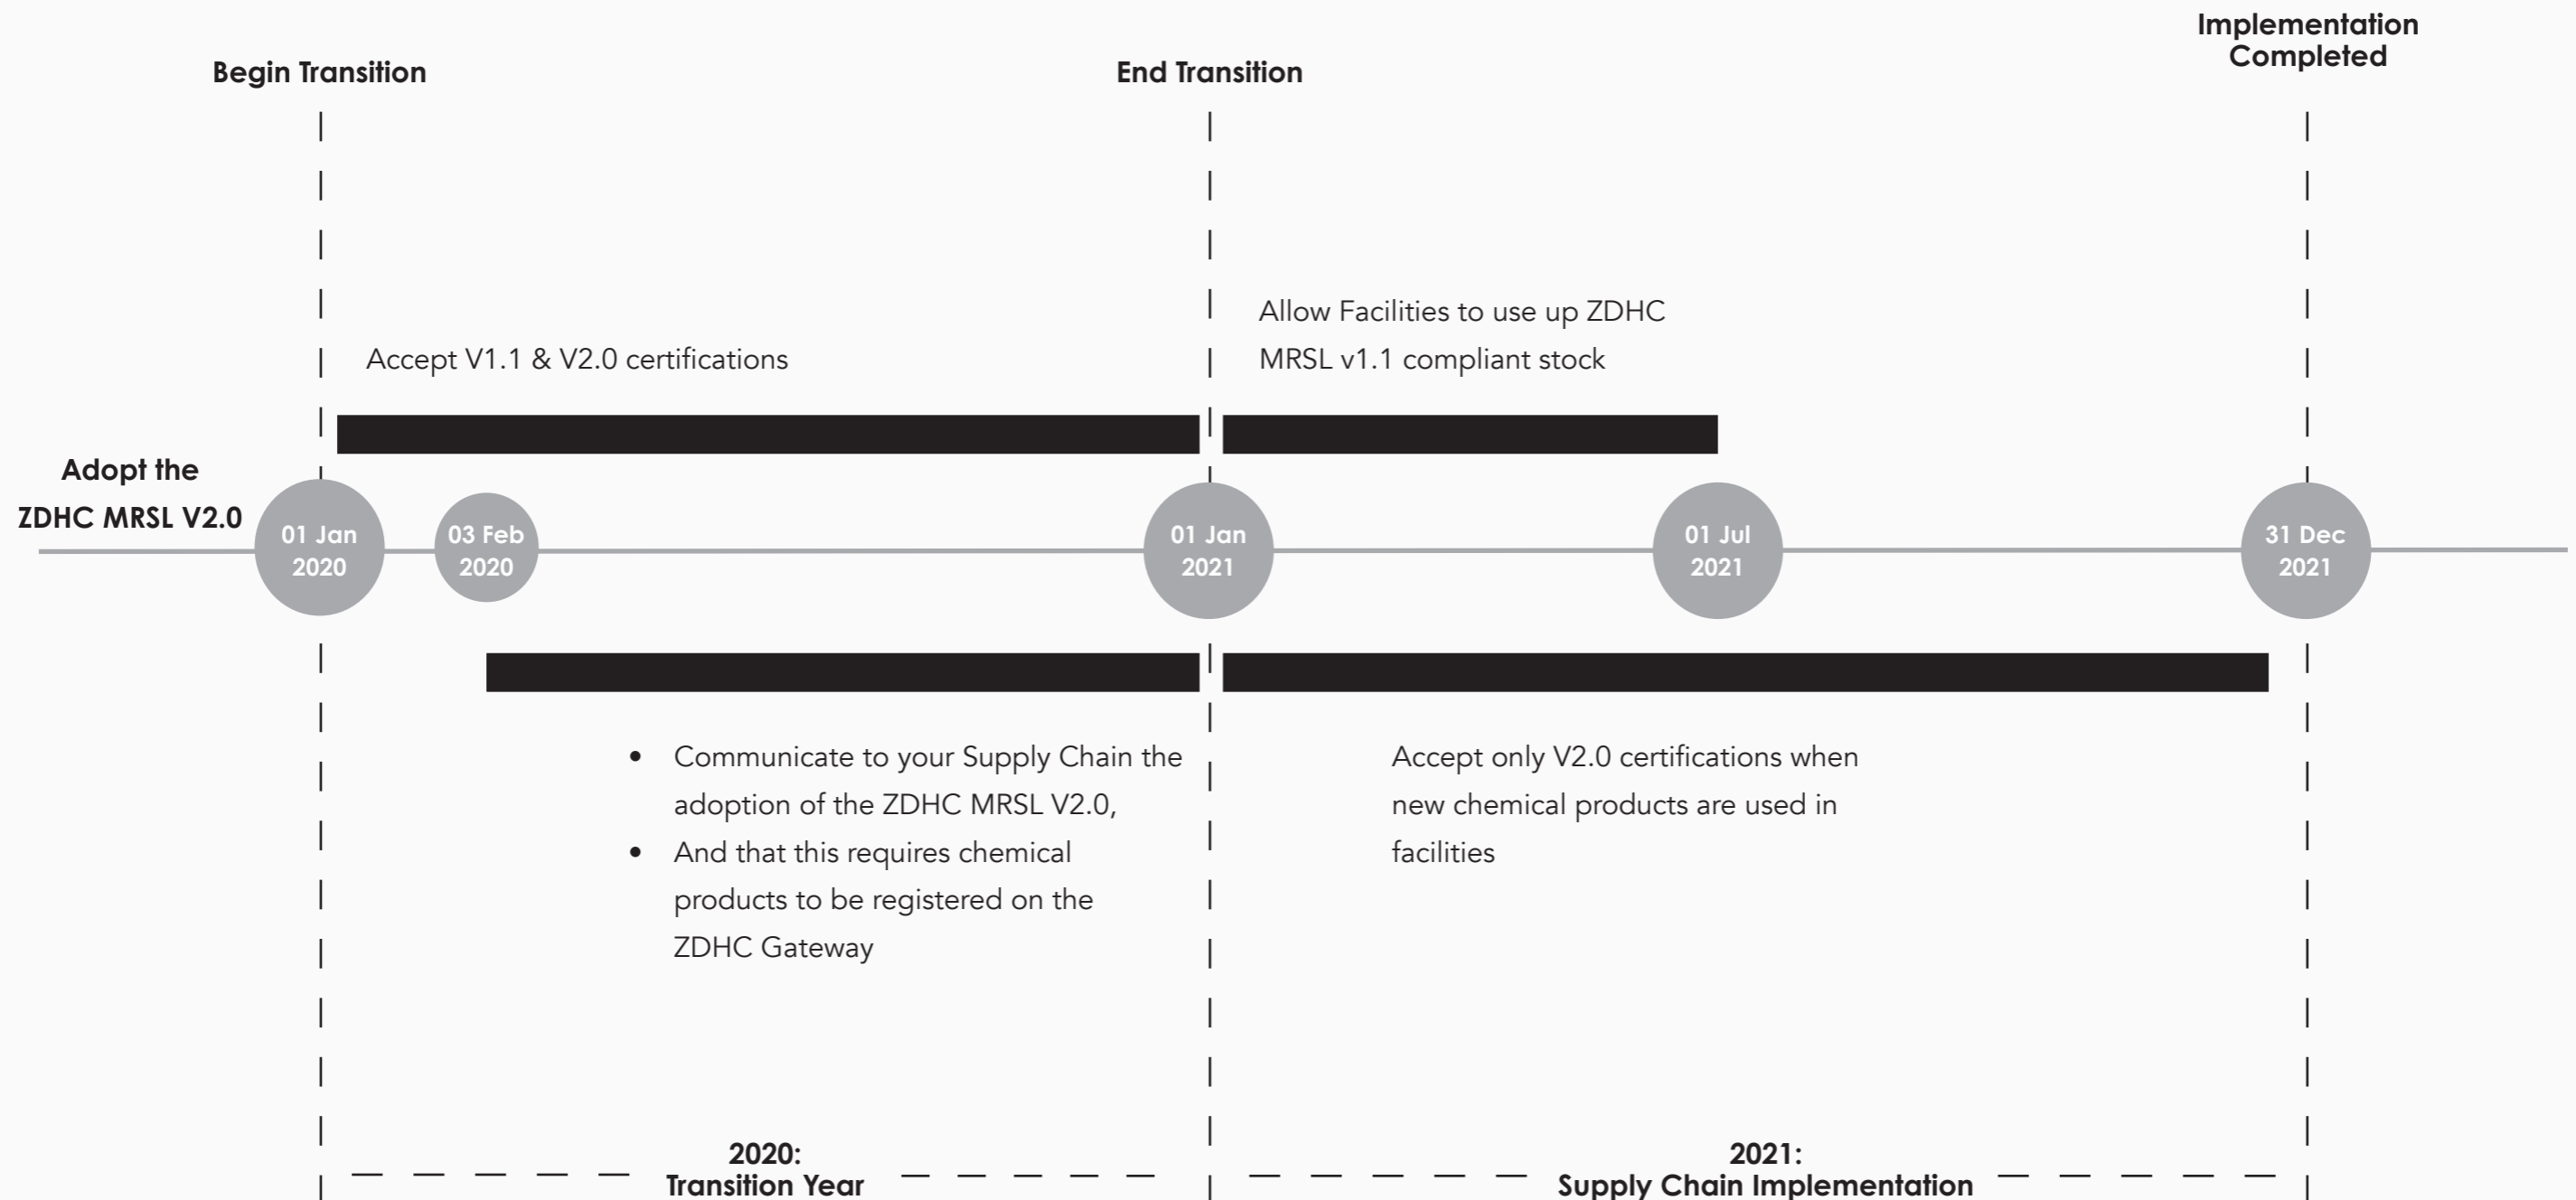 Implementation
Completed
Begin Transition
End Transition
Allow Facilities to use up ZDHC
MRSL v1.1 compliant stock
Accept V1.1 & V2.0 certifications
Adopt the
ZDHC MRSL V2.0
01 Jan
2020
03 Feb
2020
01 Jan
2021
01 Jul
2021
31 Dec
2021
• Communicate to your Supply Chain the
adoption of the ZDHC MRSL V2.0,
• And that this requires chemical
products to be registered on the
ZDHC Gateway
Accept only V2.0 certifications when
new chemical products are used in
facilities
2020:
Transition Year
2021:
Supply Chain Implementation